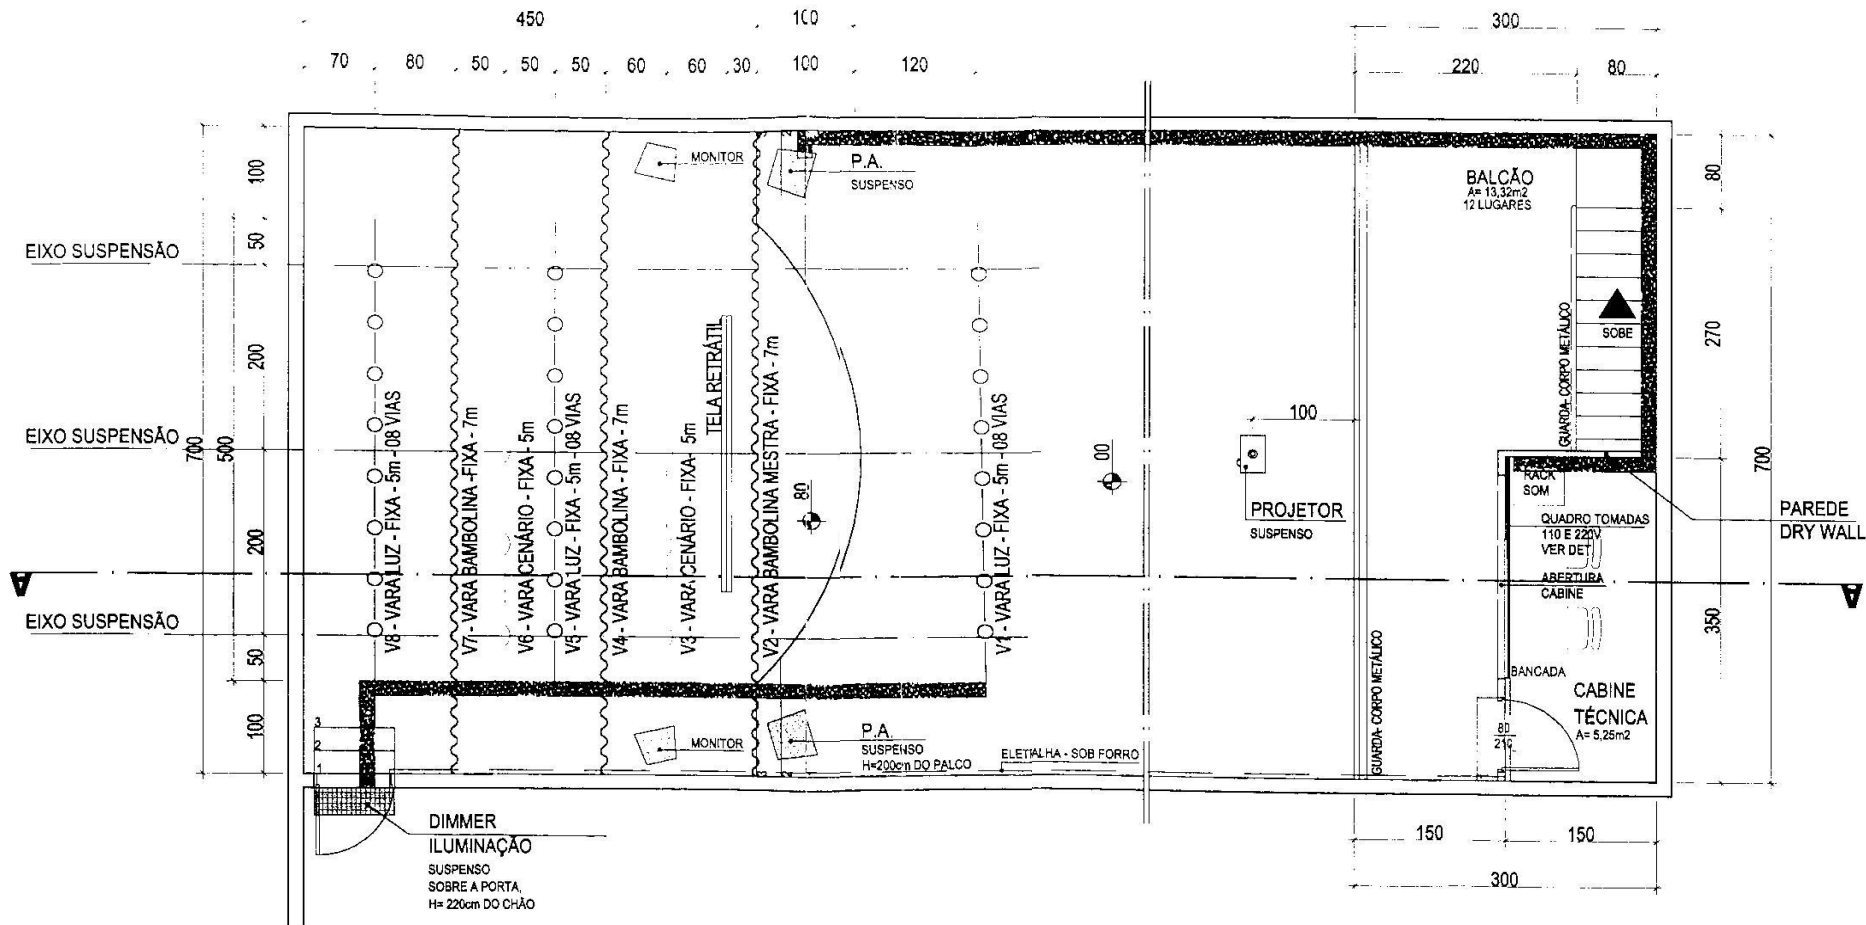 450
100
300
70
80
50
50
50
60
60
30
100
120
220
80
100
50
200
200
50
100
700
500
EIXO SUSPENSÃO
EIXO SUSPENSÃO
EIXO SUSPENSÃO
MONITOR
P.A.
SUSPENSO
BALCÃO
A= 13,32m2
12 LUGARES
80
270
350
700
SOBE
GUARDA-CORPO METÁLICO
V8 - VARA LUZ - FIXA - 5m - 08 VIAS
V7 - VARA BAMBOLINA - FIXA - 7m
V6 - VARA CENÁRIO - FIXA - 5m
V5 - VARA LUZ - FIXA - 5m - 08 VIAS
V4 - VARA BAMBOLINA - FIXA - 7m
V3 - VARA CENÁRIO - FIXA - 5m
TELA RETRÁTIL
V2 - VARA BAMBOLINA MESTRA - FIXA - 7m
80
V1 - VARA LUZ - FIXA - 5m - 08 VIAS
00
100
PROJETOR
SUSPENSO
RACK
SOM
QUADRO TOMADAS
110 E 220V
VER DET.
ABERTURA
CABINE
PAREDE
DRY WALL
A
A
GUARDA-CORPO METÁLICO
BANCADA
CABINE
TÉCNICA
A= 5,25m2
80
210
MONITOR
P.A.
SUSPENSO
H=200cm DO PALCO
ELETIALHA - SOB FORRO
3
2
1
DIMMER
ILUMINAÇÃO
SUSPENSO
SOBRE A PORTA,
H= 220cm DO CHÃO
150
150
300